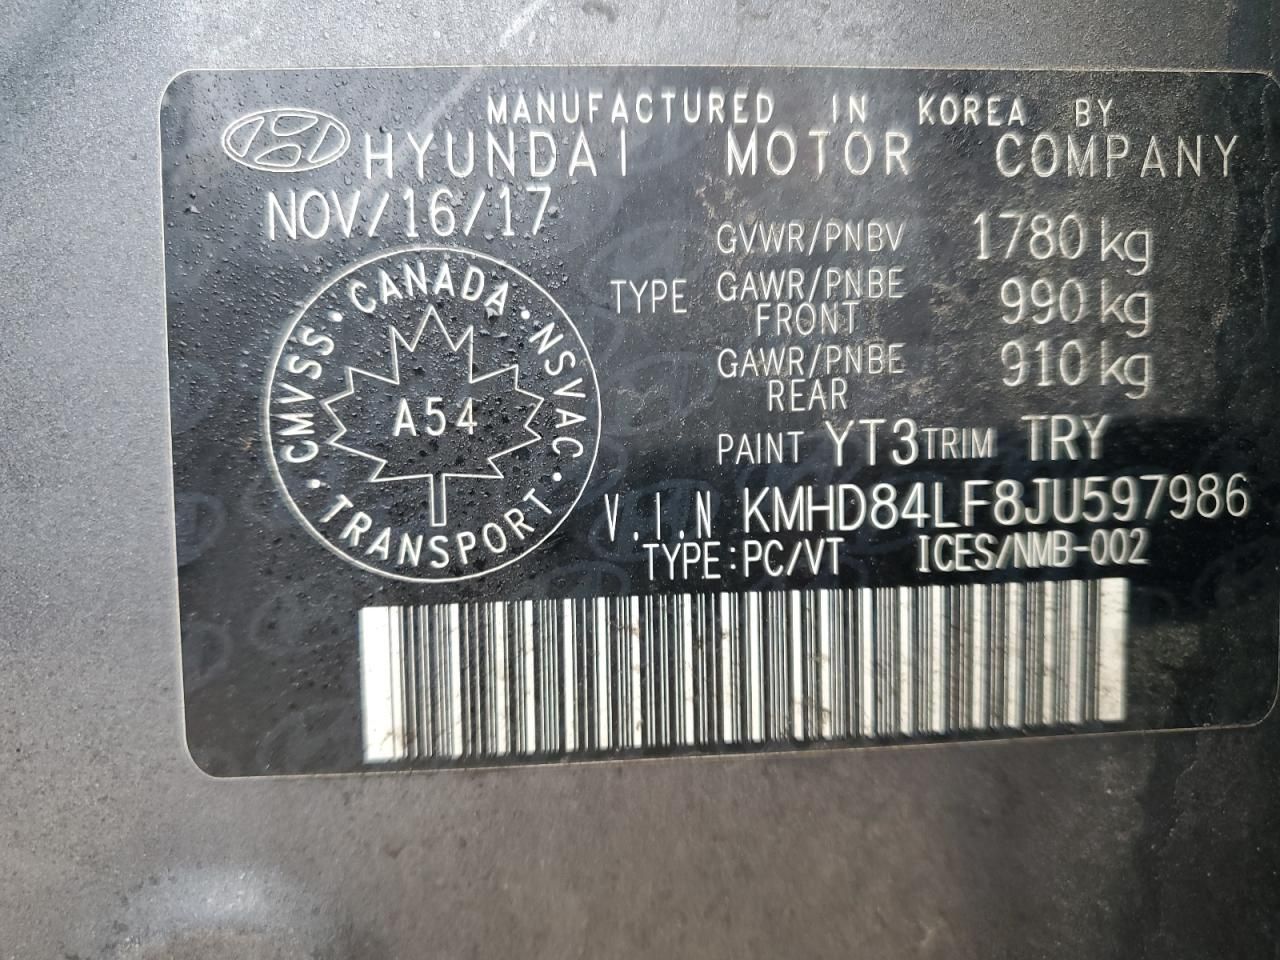 MANUFACTURED IN KOREA BY
HYUNDAI MOTOR COMPANY
NOV/16/17
CMVSS · CANADA · NSVAC · TRANSPORT ·
A54
TYPE
GVWR/PNBV 1780 kg
GAWR/PNBE FRONT 990 kg
GAWR/PNBE REAR 910 kg
PAINT YT3 TRIM TRY
V.I.N KMHD84LF8JU597986
TYPE:PC/VT ICES/NMB-002